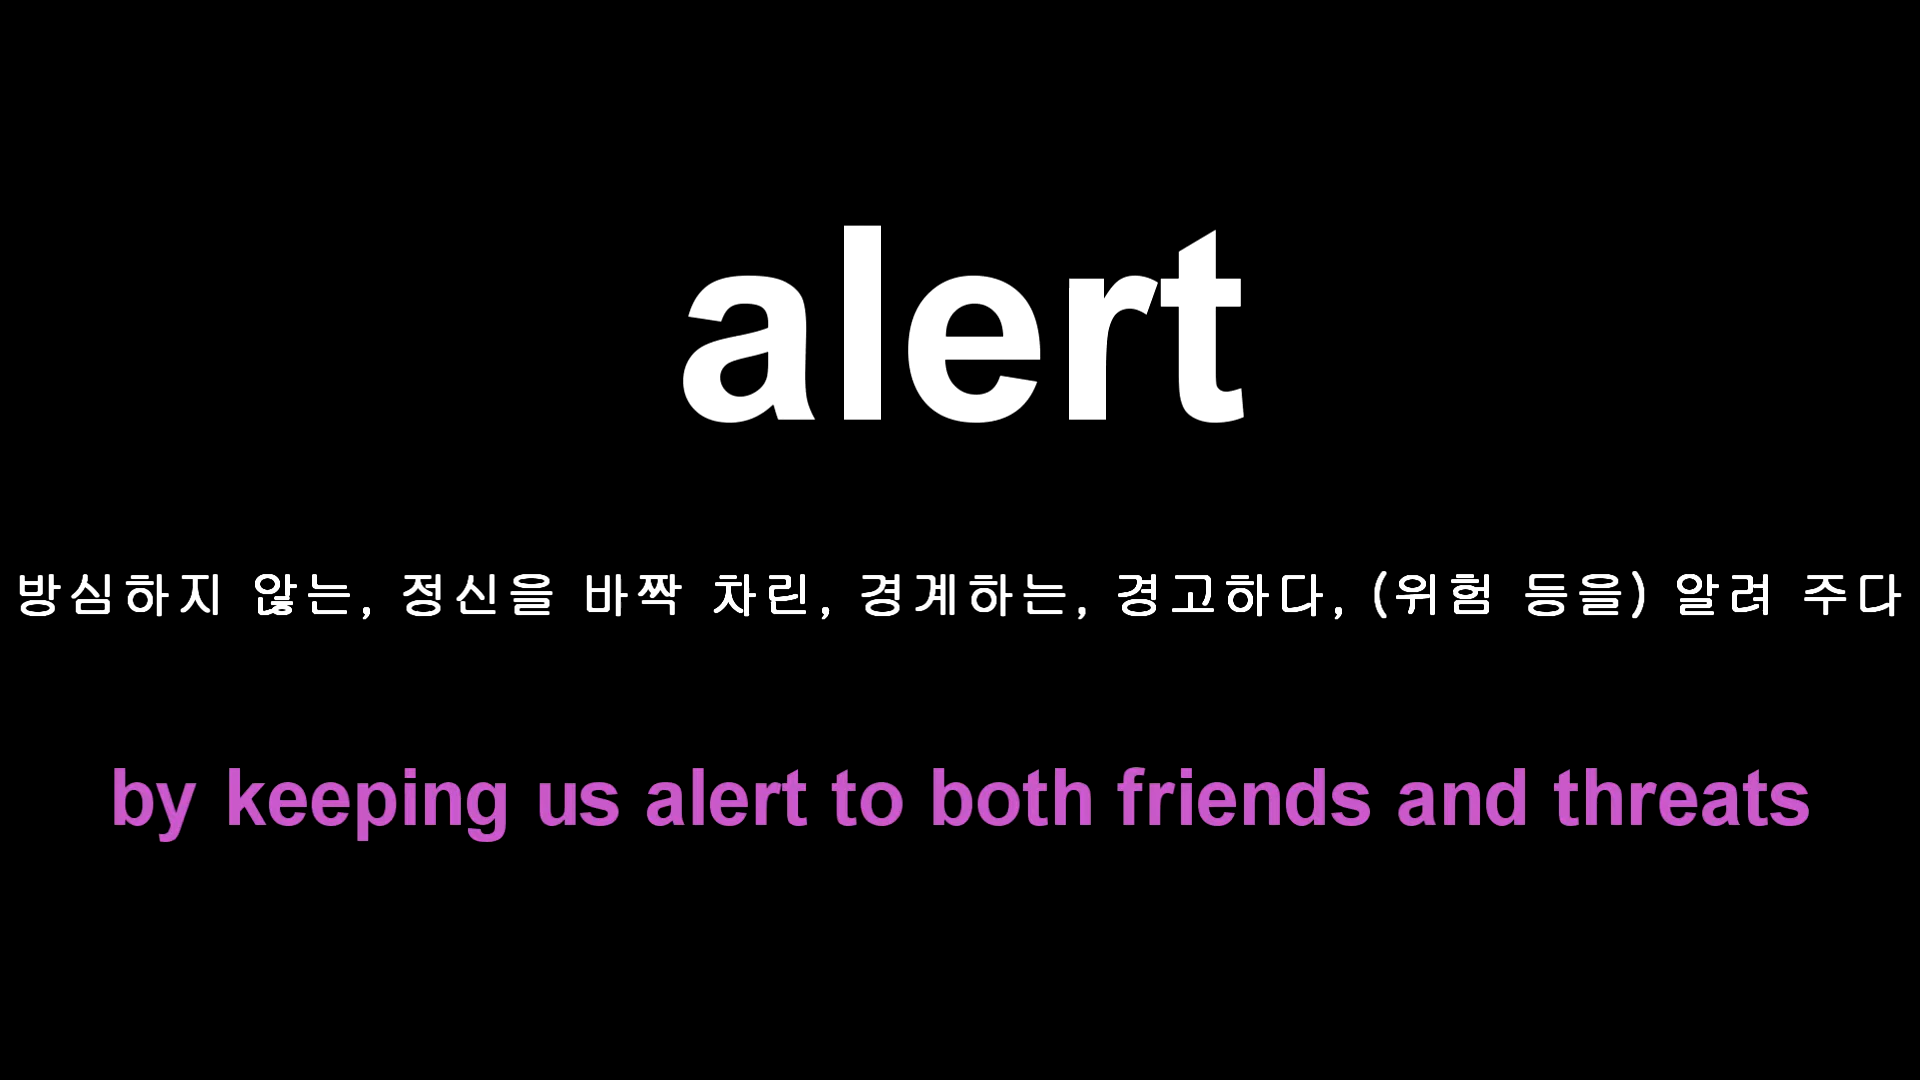 alert
방심하지 않는, 정신을 바짝 차린, 경계하는, 경고하다, (위험 등을) 알려 주다
by keeping us alert to both friends and threats